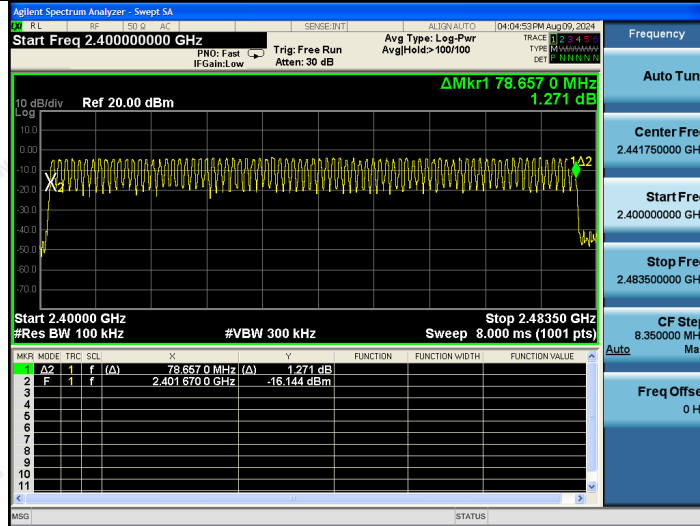 Agilent Spectrum Analyzer - Swept SA
LXI RL RF 50 Ω AC SENSE:INT ALIGN AUTO 04:04:53 PM Aug 09, 2024
Start Freq 2.400000000 GHz
PNO: Fast
IFGain:Low
Trig: Free Run
Atten: 30 dB
Avg Type: Log-Pwr
Avg|Hold:>100/100
TRACE 1 2 3 4 5 6
TYPE M
DET P N N N N N
ΔMkr1 78.657 0 MHz
1.271 dB
10 dB/div
Log
Ref 20.00 dBm
10.0
0.00
-10.0
-20.0
-30.0
-40.0
-50.0
-60.0
-70.0
2
1Δ2
Start 2.40000 GHz
Stop 2.48350 GHz
#Res BW 100 kHz
#VBW 300 kHz
Sweep 8.000 ms (1001 pts)
MKR MODE TRC SCL X Y FUNCTION FUNCTION WIDTH FUNCTION VALUE
1 Δ2 1 f (Δ) 78.657 0 MHz (Δ) 1.271 dB
2 F 1 f 2.401 670 0 GHz -16.144 dBm
3
4
5
6
7
8
9
10
11
MSG
STATUS
Frequency
Auto Tun
Center Fre
2.441750000 GH
Start Fre
2.400000000 GH
Stop Fre
2.483500000 GH
CF Step
8.350000 MH
Auto Ma
Freq Offse
0 H